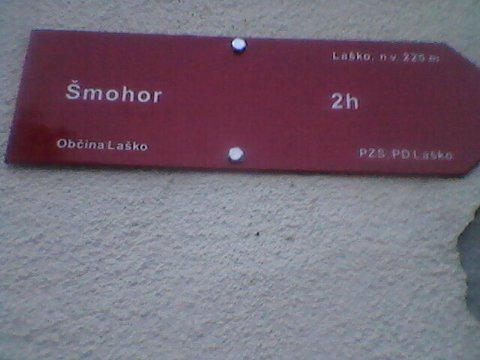 Laško, n.v. 225 m
Šmohor 2h
Občina Laško PZS PD Laško